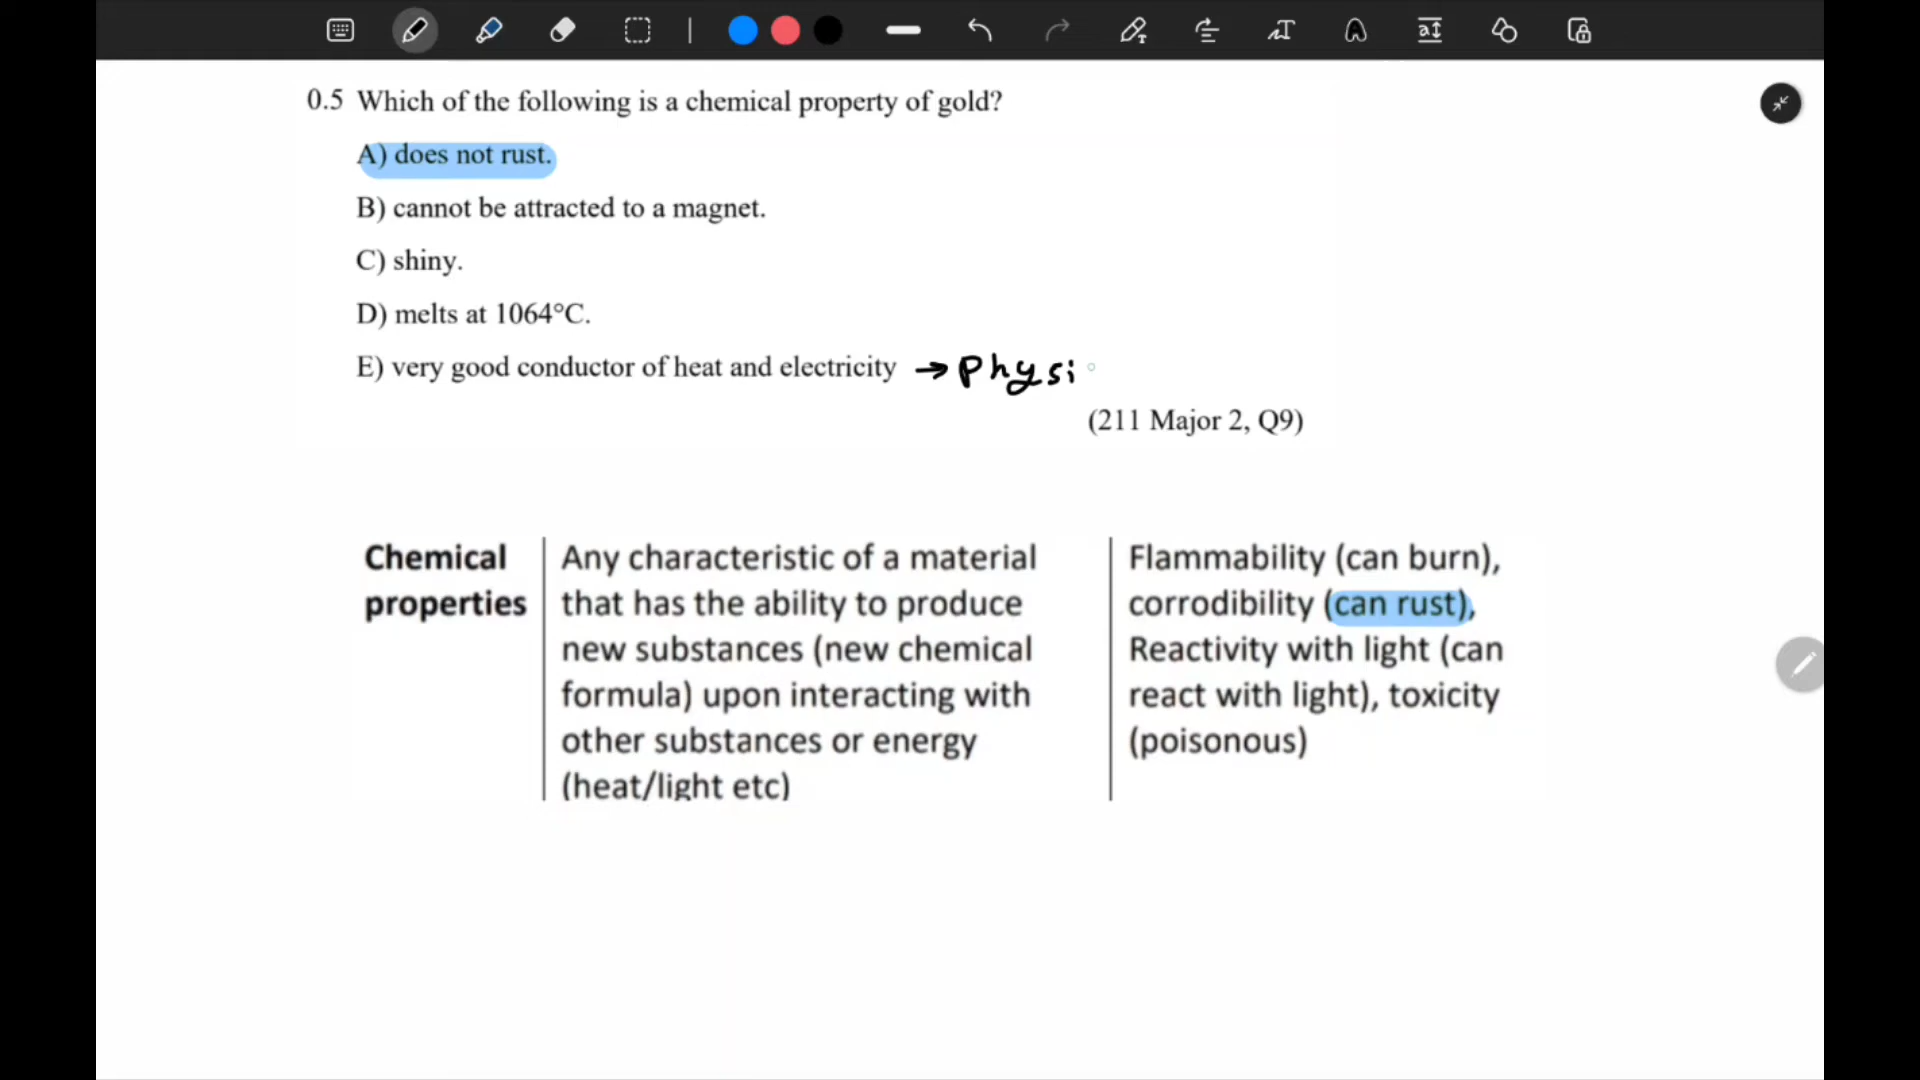 0.5 Which of the following is a chemical property of gold?
A) does not rust.
B) cannot be attracted to a magnet.
C) shiny.
D) melts at 1064°C.
E) very good conductor of heat and electricity → Physi
(211 Major 2, Q9)
Chemical properties
Any characteristic of a material
that has the ability to produce
new substances (new chemical
formula) upon interacting with
other substances or energy
(heat/light etc)
Flammability (can burn),
corrodibility (can rust),
Reactivity with light (can
react with light), toxicity
(poisonous)